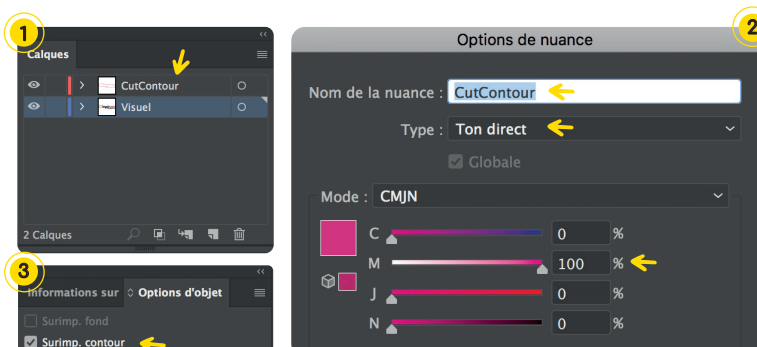 1
Calques
CutContour
Visuel
2 Calques
2
Options de nuance
Nom de la nuance : CutContour
Type : Ton direct
Globale
Mode : CMJN
C 0 %
M 100 %
J 0 %
N 0 %
3
Informations sur Options d'objet
Surimp. fond
Surimp. contour